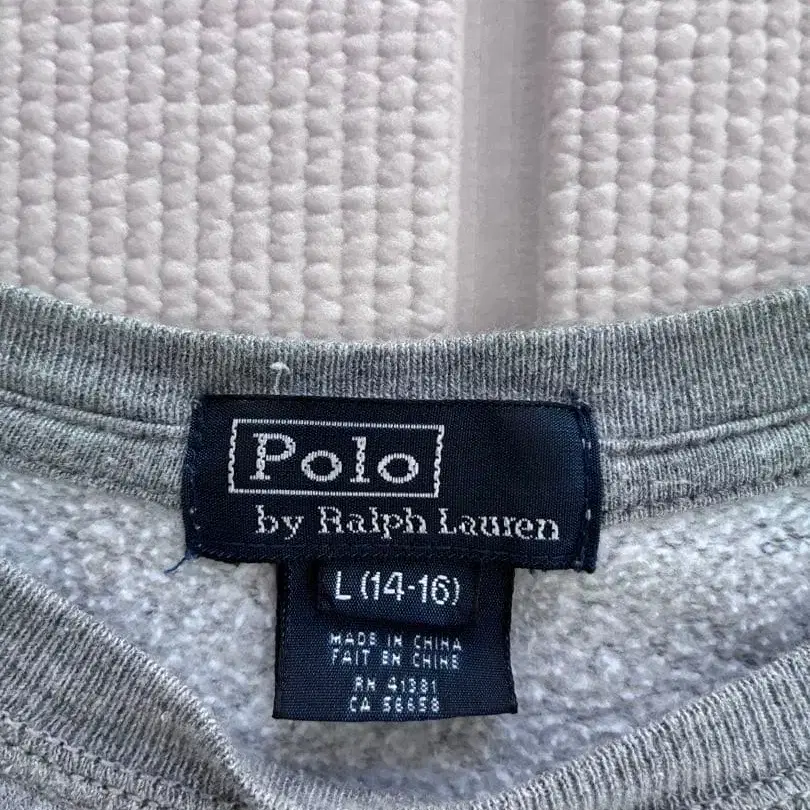 Polo
by Ralph Lauren
L (14-16)
MADE IN CHINA
FAIT EN CHINE
RN 41381
CA 56658